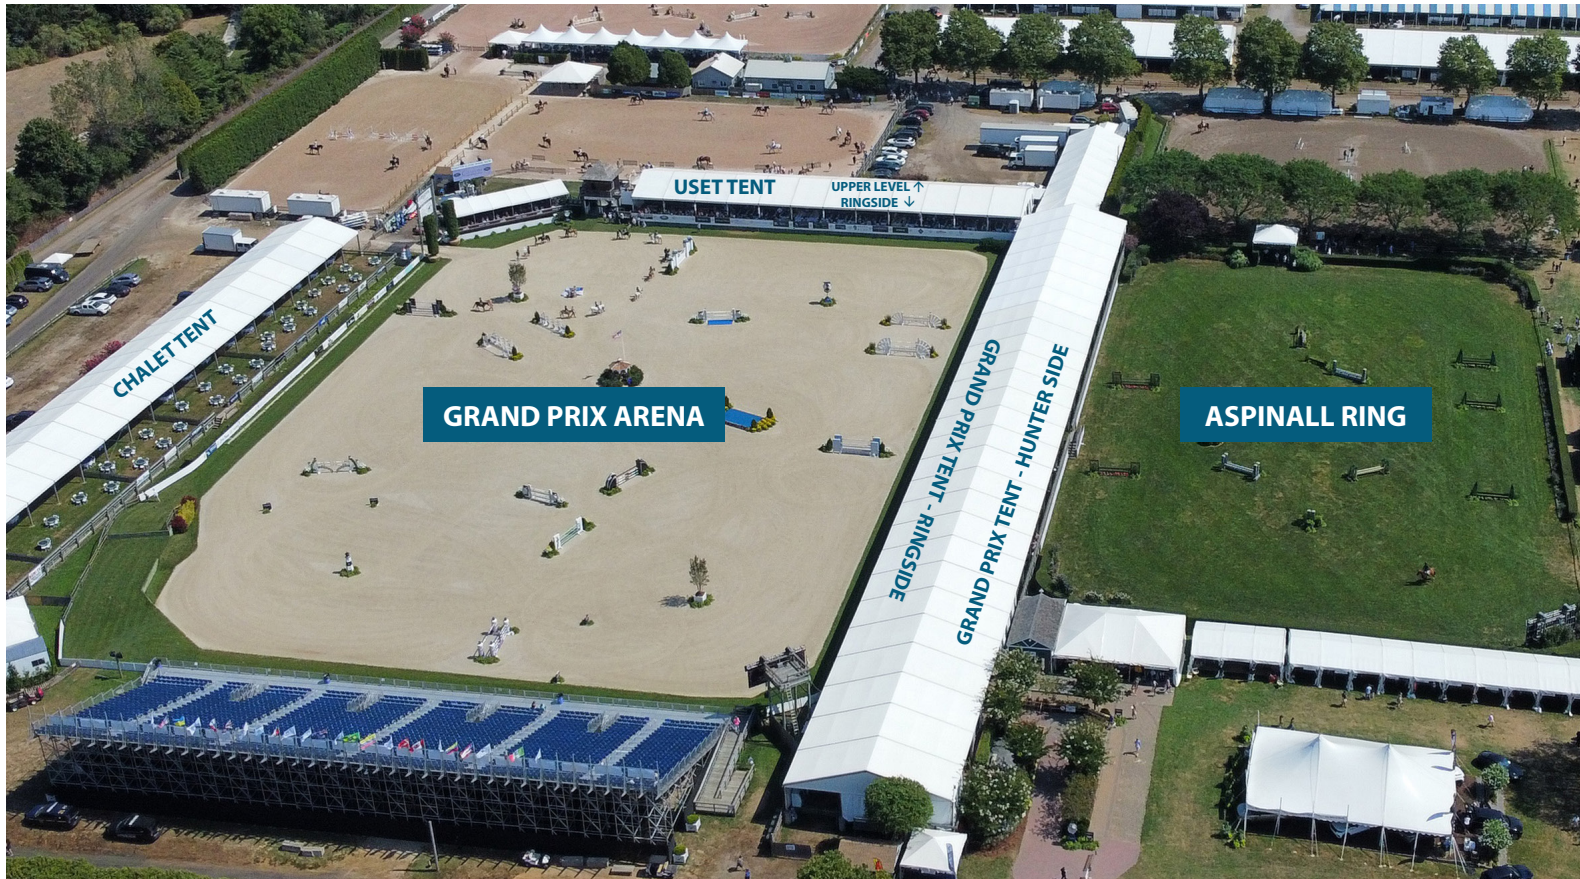 USET TENT
UPPER LEVEL ↑
RINGSIDE ↓
CHALET TENT
GRAND PRIX ARENA
GRAND PRIX TENT - RINGSIDE
GRAND PRIX TENT - HUNTER SIDE
ASPINALL RING